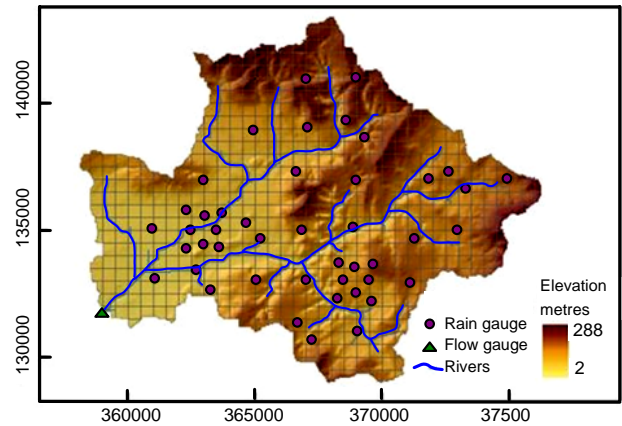 140000
135000
130000
360000 365000 370000 37500
Elevation
metres
288
2
Rain gauge
Flow gauge
Rivers